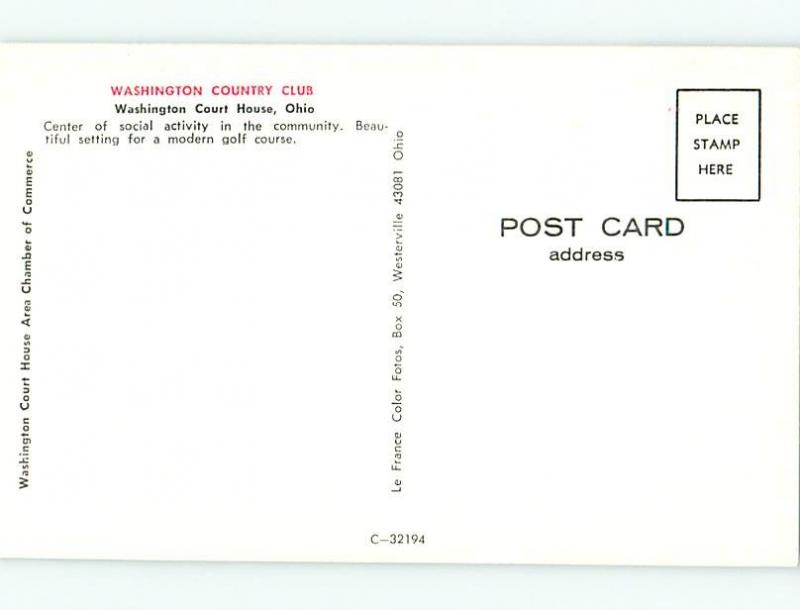 WASHINGTON COUNTRY CLUB
Washington Court House, Ohio
Center of social activity in the community. Beau-
tiful setting for a modern golf course.
Washington Court House Area Chamber of Commerce
Le France Color Fotos, Box 50, Westerville 43081 Ohio
PLACE
STAMP
HERE
POST CARD
address
C—32194